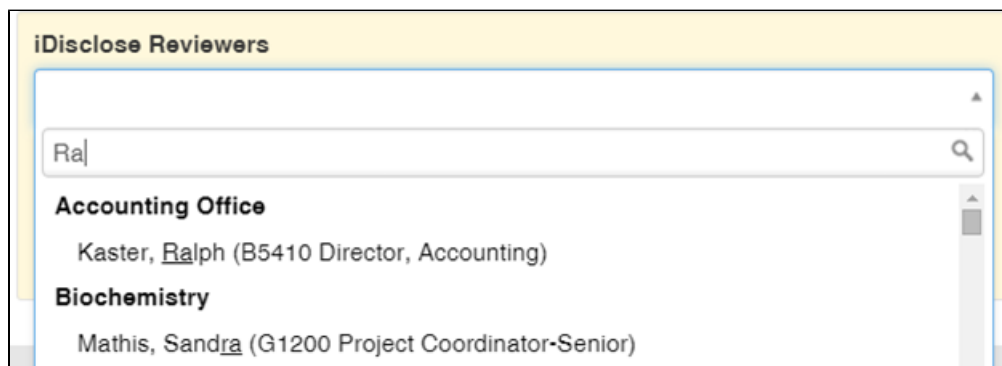 iDisclose Reviewers
Ra
Accounting Office
Kaster, Ralph (B5410 Director, Accounting)
Biochemistry
Mathis, Sandra (G1200 Project Coordinator-Senior)